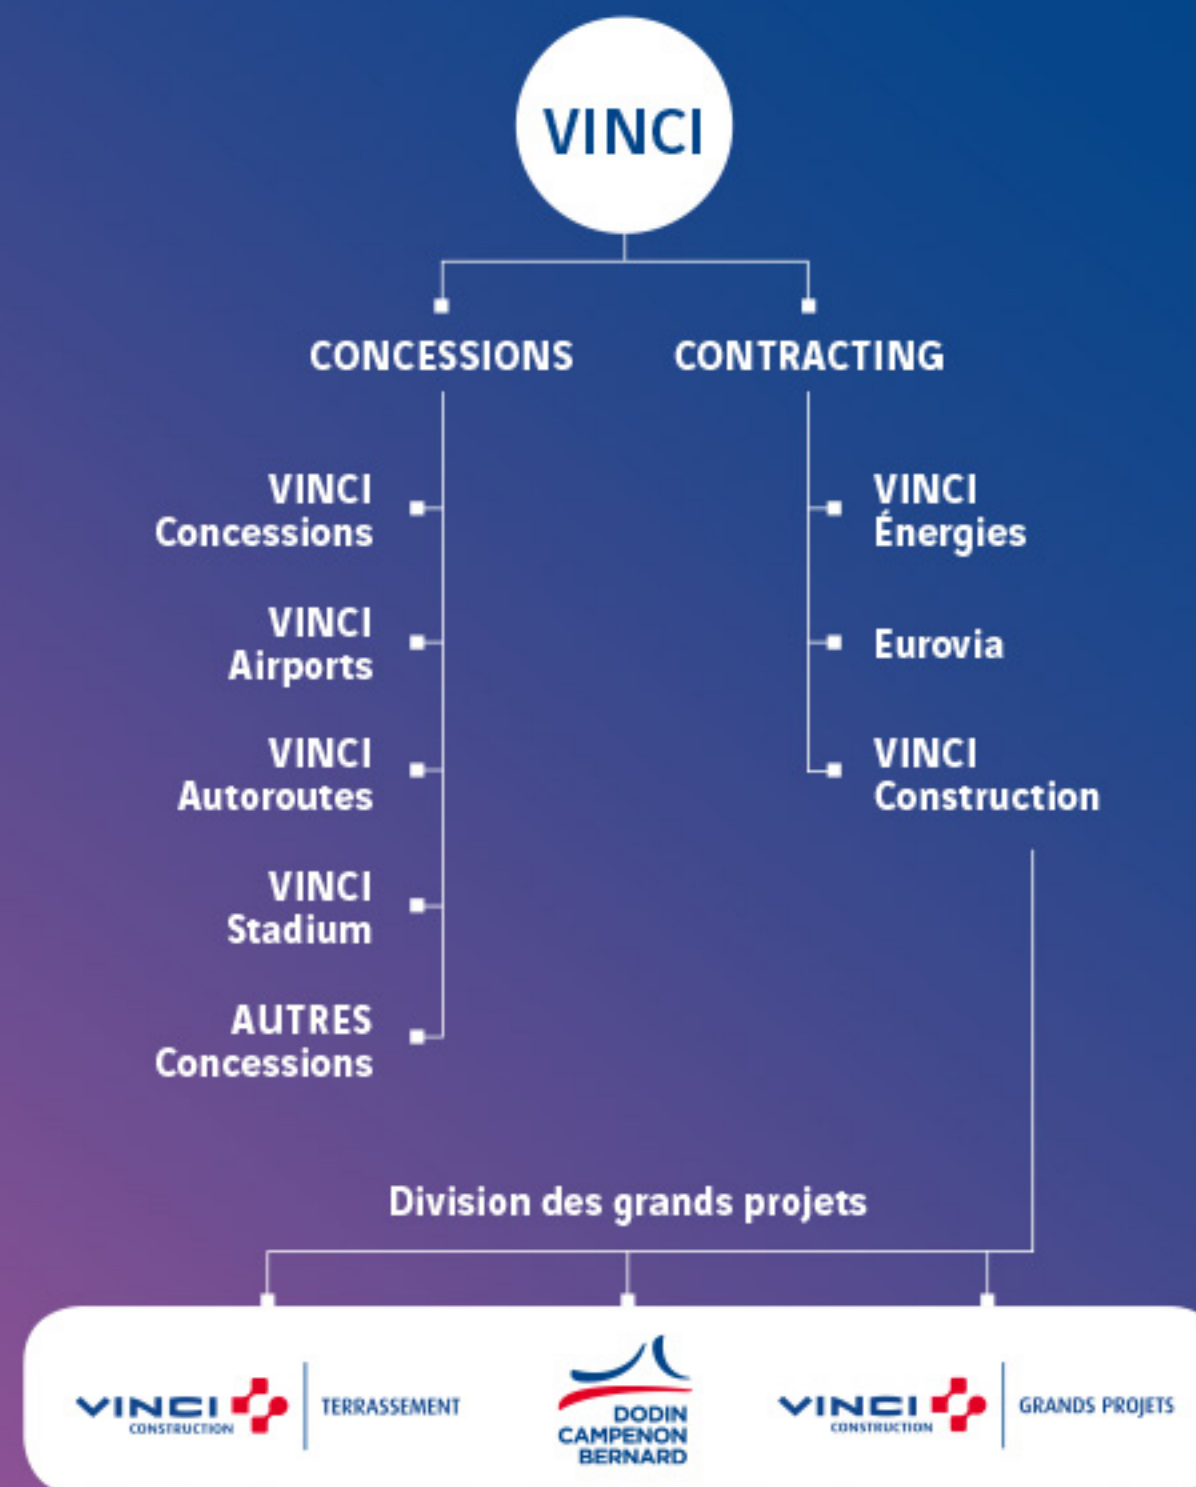 VINCI
CONCESSIONS
VINCI
Concessions
VINCI
Airports
VINCI
Autoroutes
VINCI
Stadium
AUTRES
Concessions
CONTRACTING
VINCI
Énergies
Eurovia
VINCI
Construction
Division des grands projets
VINCI
CONSTRUCTION
TERRASSEMENT
DODIN
CAMPENON
BERNARD
VINCI
CONSTRUCTION
GRANDS PROJETS